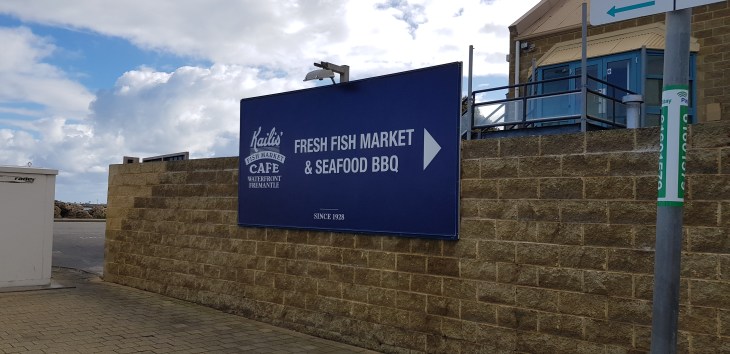 Kailis'
FISH MARKET
CAFE
WATERFRONT
FREMANTLE
FRESH FISH MARKET
& SEAFOOD BBQ
SINCE 1928